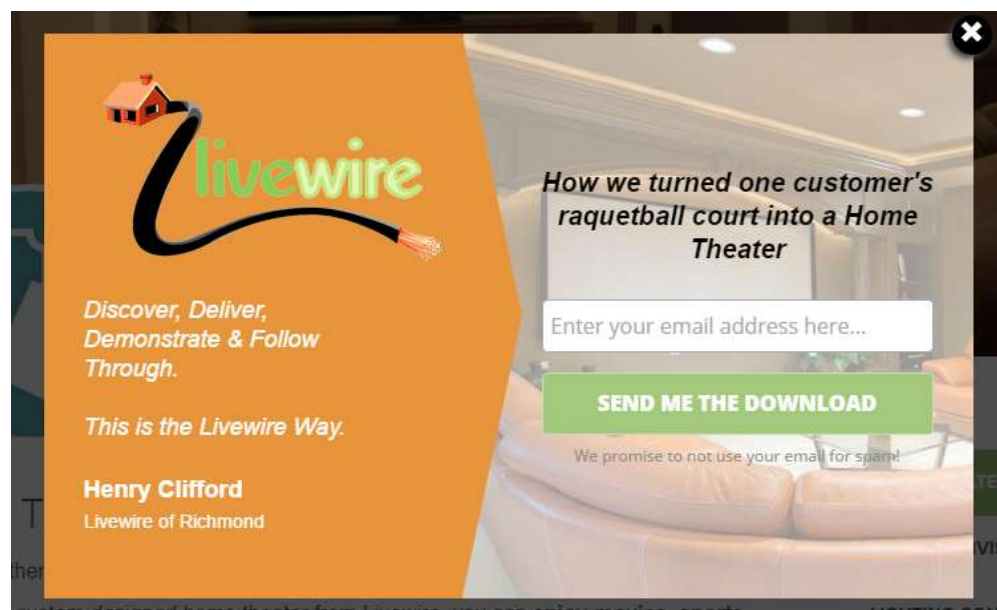 livewire
Discover, Deliver,
Demonstrate & Follow
Through.
This is the Livewire Way.
Henry Clifford
Livewire of Richmond
How we turned one customer's
raquetball court into a Home
Theater
Enter your email address here...
SEND ME THE DOWNLOAD
We promise to not use your email for spam!